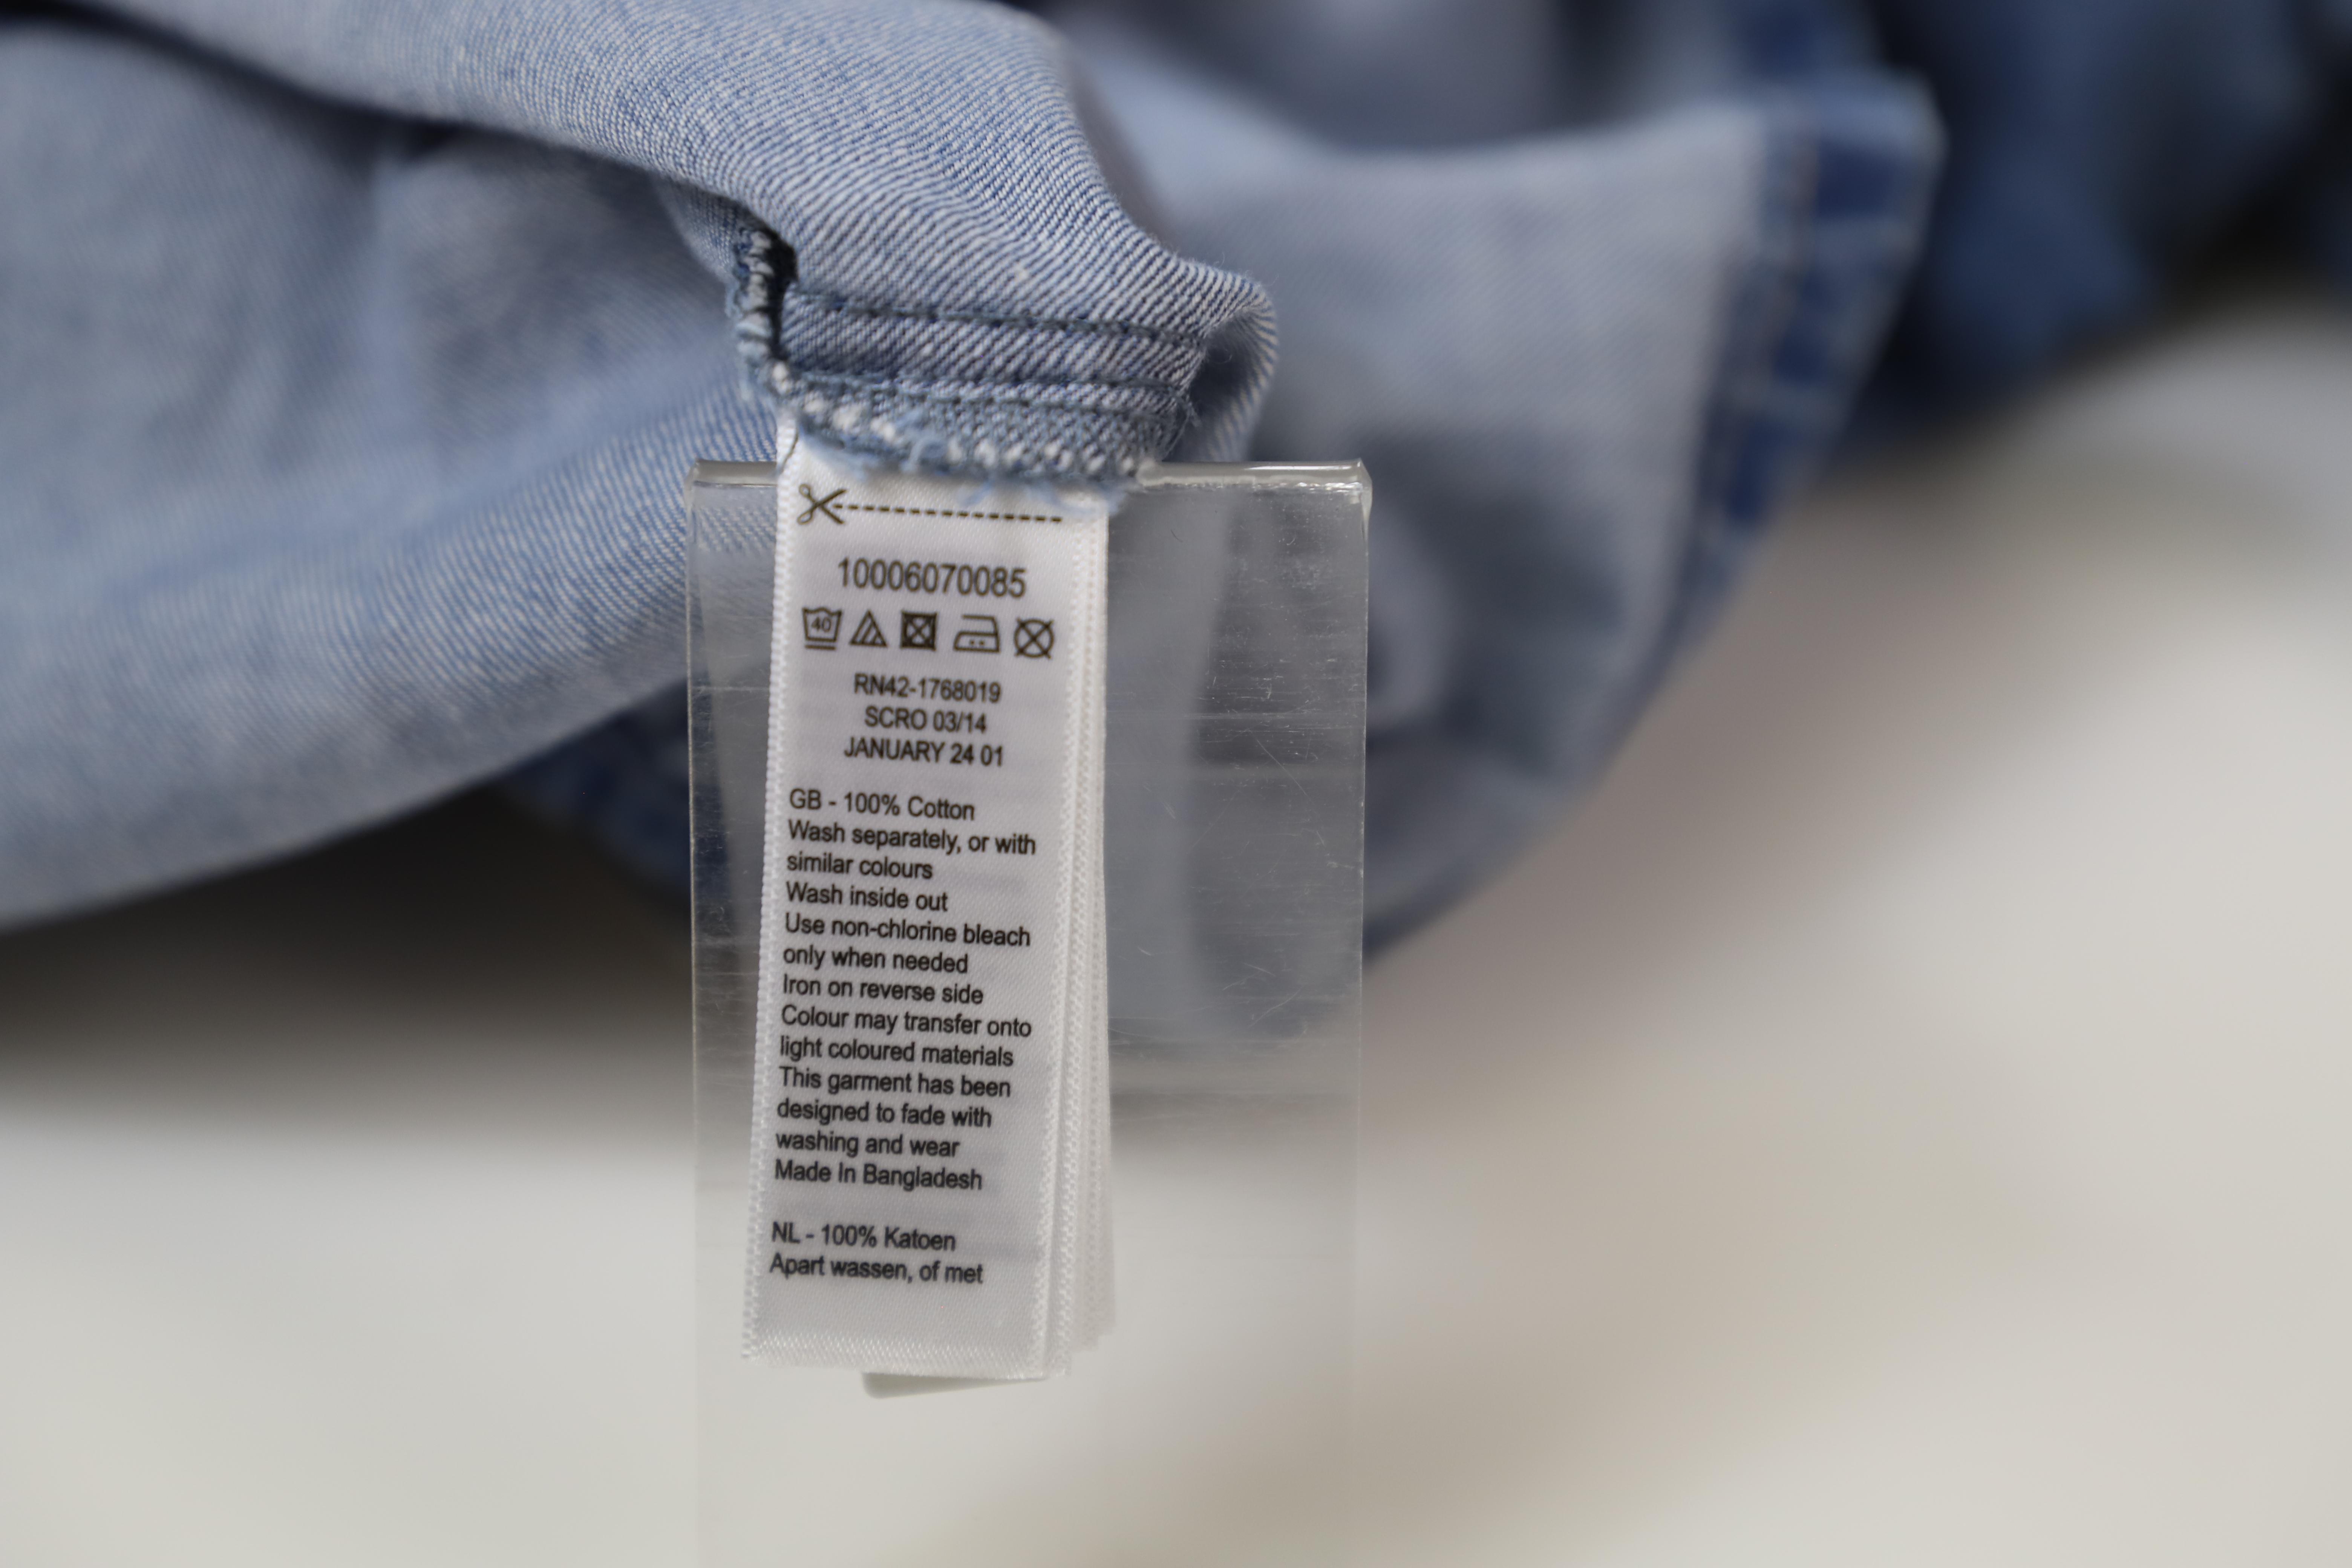 10006070085
40
RN42-1768019
SCRO 03/14
JANUARY 24 01
GB - 100% Cotton
Wash separately, or with
similar colours
Wash inside out
Use non-chlorine bleach
only when needed
Iron on reverse side
Colour may transfer onto
light coloured materials
This garment has been
designed to fade with
washing and wear
Made In Bangladesh
NL - 100% Katoen
Apart wassen, of met